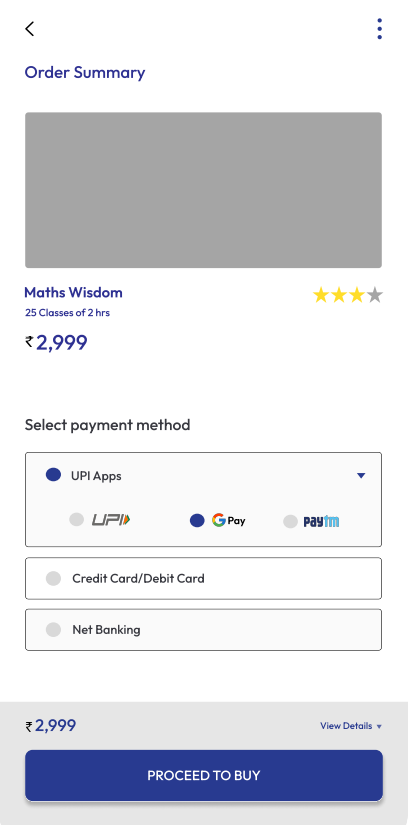 Order Summary
Maths Wisdom
25 Classes of 2 hrs
₹ 2,999
Select payment method
UPI Apps
UPI G Pay paytm
Credit Card/Debit Card
Net Banking
₹ 2,999 View Details
PROCEED TO BUY